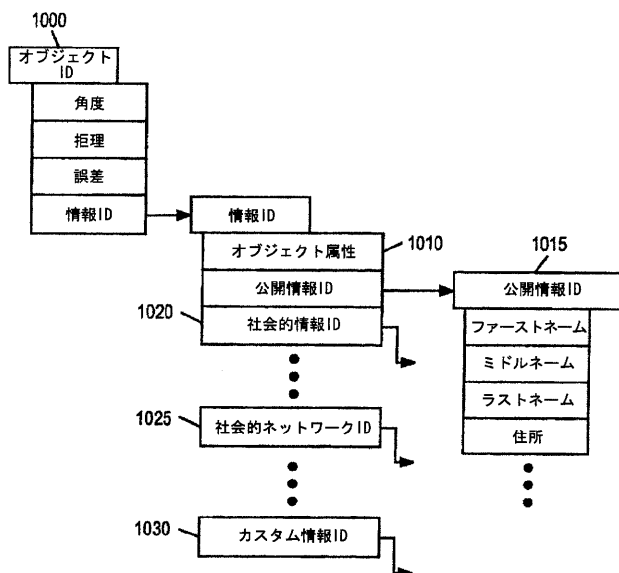 1000
オブジェクト
ID
角度
拒理
誤差
情報ID
情報ID
オブジェクト属性
1010
公開情報ID
1015
公開情報ID
1020
社会的情報ID
ファーストネーム
ミドルネーム
ラストネーム
住所
1025
社会的ネットワークID
1030
カスタム情報ID